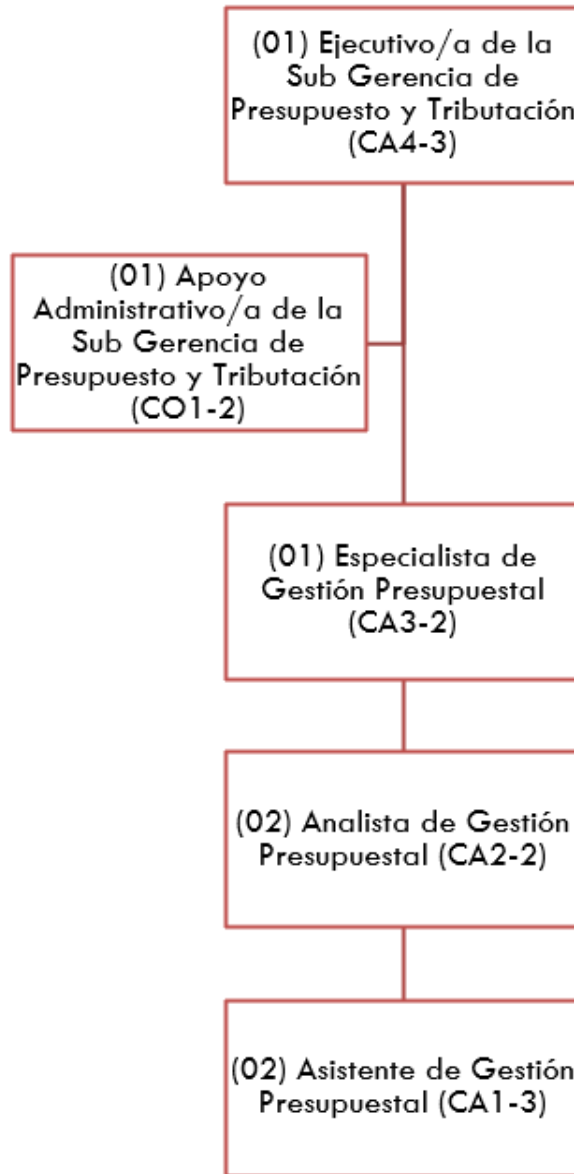 (01) Ejecutivo/a de la
Sub Gerencia de
Presupuesto y Tributación
(CA4-3)
(01) Apoyo
Administrativo/a de la
Sub Gerencia de
Presupuesto y Tributación
(CO1-2)
(01) Especialista de
Gestión Presupuestal
(CA3-2)
(02) Analista de Gestión
Presupuestal (CA2-2)
(02) Asistente de Gestión
Presupuestal (CA1-3)